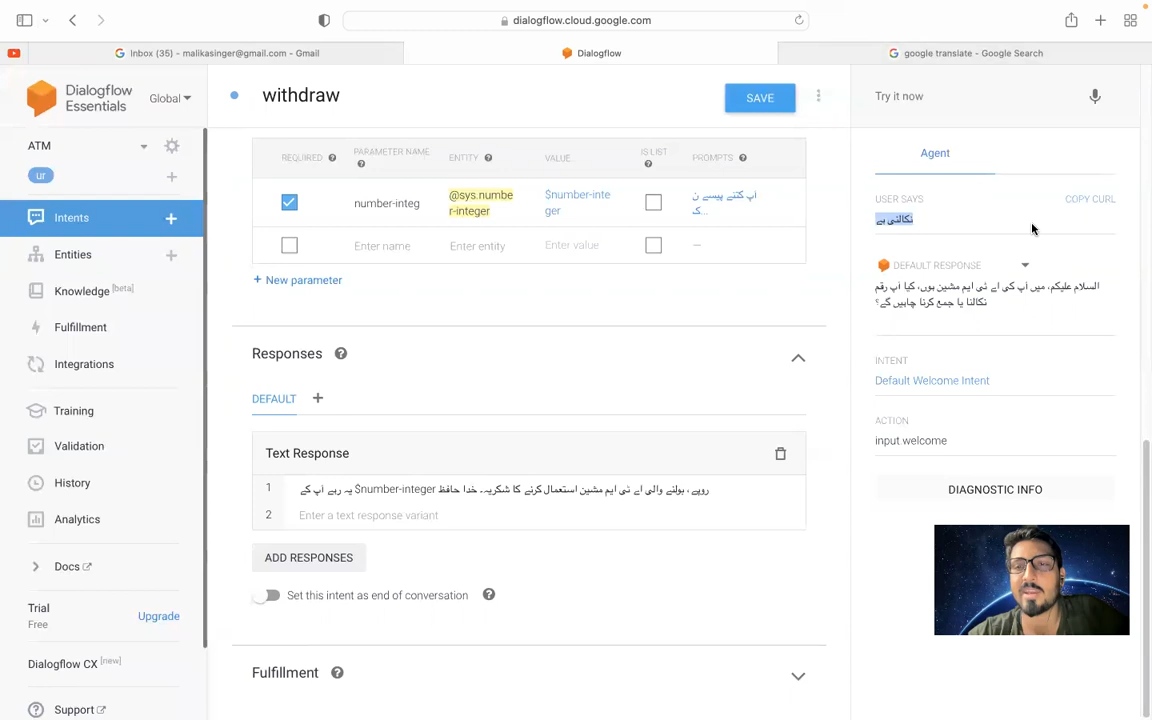 dialogflow.cloud.google.com
Inbox (35) - malikasinger@gmail.com - Gmail
Dialogflow
google translate - Google Search
Dialogflow
Essentials
Global
withdraw
SAVE
Try it now
ATM
ur
Intents
Entities
Knowledge [beta]
Fulfillment
Integrations
Training
Validation
History
Analytics
Docs
Trial
Free
Upgrade
Dialogflow CX [new]
Support
REQUIRED
PARAMETER NAME
ENTITY
VALUE
IS LIST
PROMPTS
number-integ
@sys.numbe
r-integer
$number-inte
ger
آپ کتنے پیسے ن
ک...
Enter name
Enter entity
Enter value
—
+ New parameter
Responses
DEFAULT
Text Response
1
یہ رہے آپ کے $number-integer روپے، بولنے والی اے ٹی ایم مشین استعمال کرنے کا شکریہ۔ خدا حافظ
2
Enter a text response variant
ADD RESPONSES
Set this intent as end of conversation
Fulfillment
Agent
USER SAYS
COPY CURL
نکالنی ہے
DEFAULT RESPONSE
السلام علیکم، میں آپ کی اے ٹی ایم مشین ہوں، کیا آپ رقم
نکالنا یا جمع کرنا چاہیں گے؟
INTENT
Default Welcome Intent
ACTION
input welcome
DIAGNOSTIC INFO